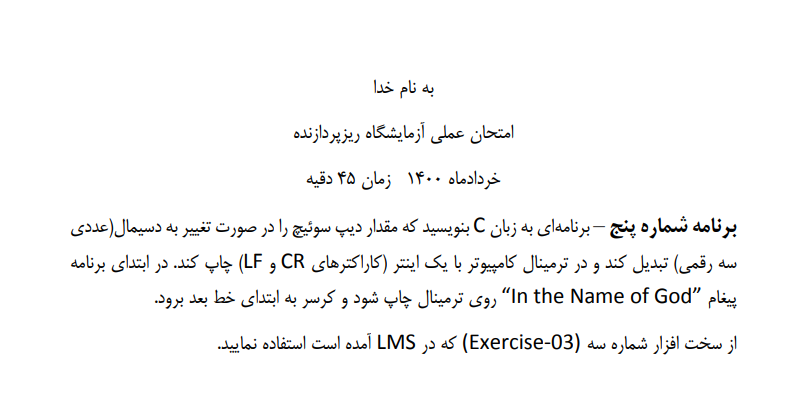 به نام خدا
امتحان عملی آزمایشگاه ریزپردازنده
خردادماه ۱۴۰۰ زمان ۴۵ دقیه
برنامه شماره پنج – برنامه‌ای به زبان C بنویسید که مقدار دیپ سوئیچ را در صورت تغییر به دسیمال(عددی
سه رقمی) تبدیل کند و در ترمینال کامپیوتر با یک اینتر (کاراکترهای CR و LF) چاپ کند. در ابتدای برنامه
پیغام "In the Name of God" روی ترمینال چاپ شود و کرسر به ابتدای خط بعد برود.
از سخت افزار شماره سه (Exercise-03) که در LMS آمده است استفاده نمایید.